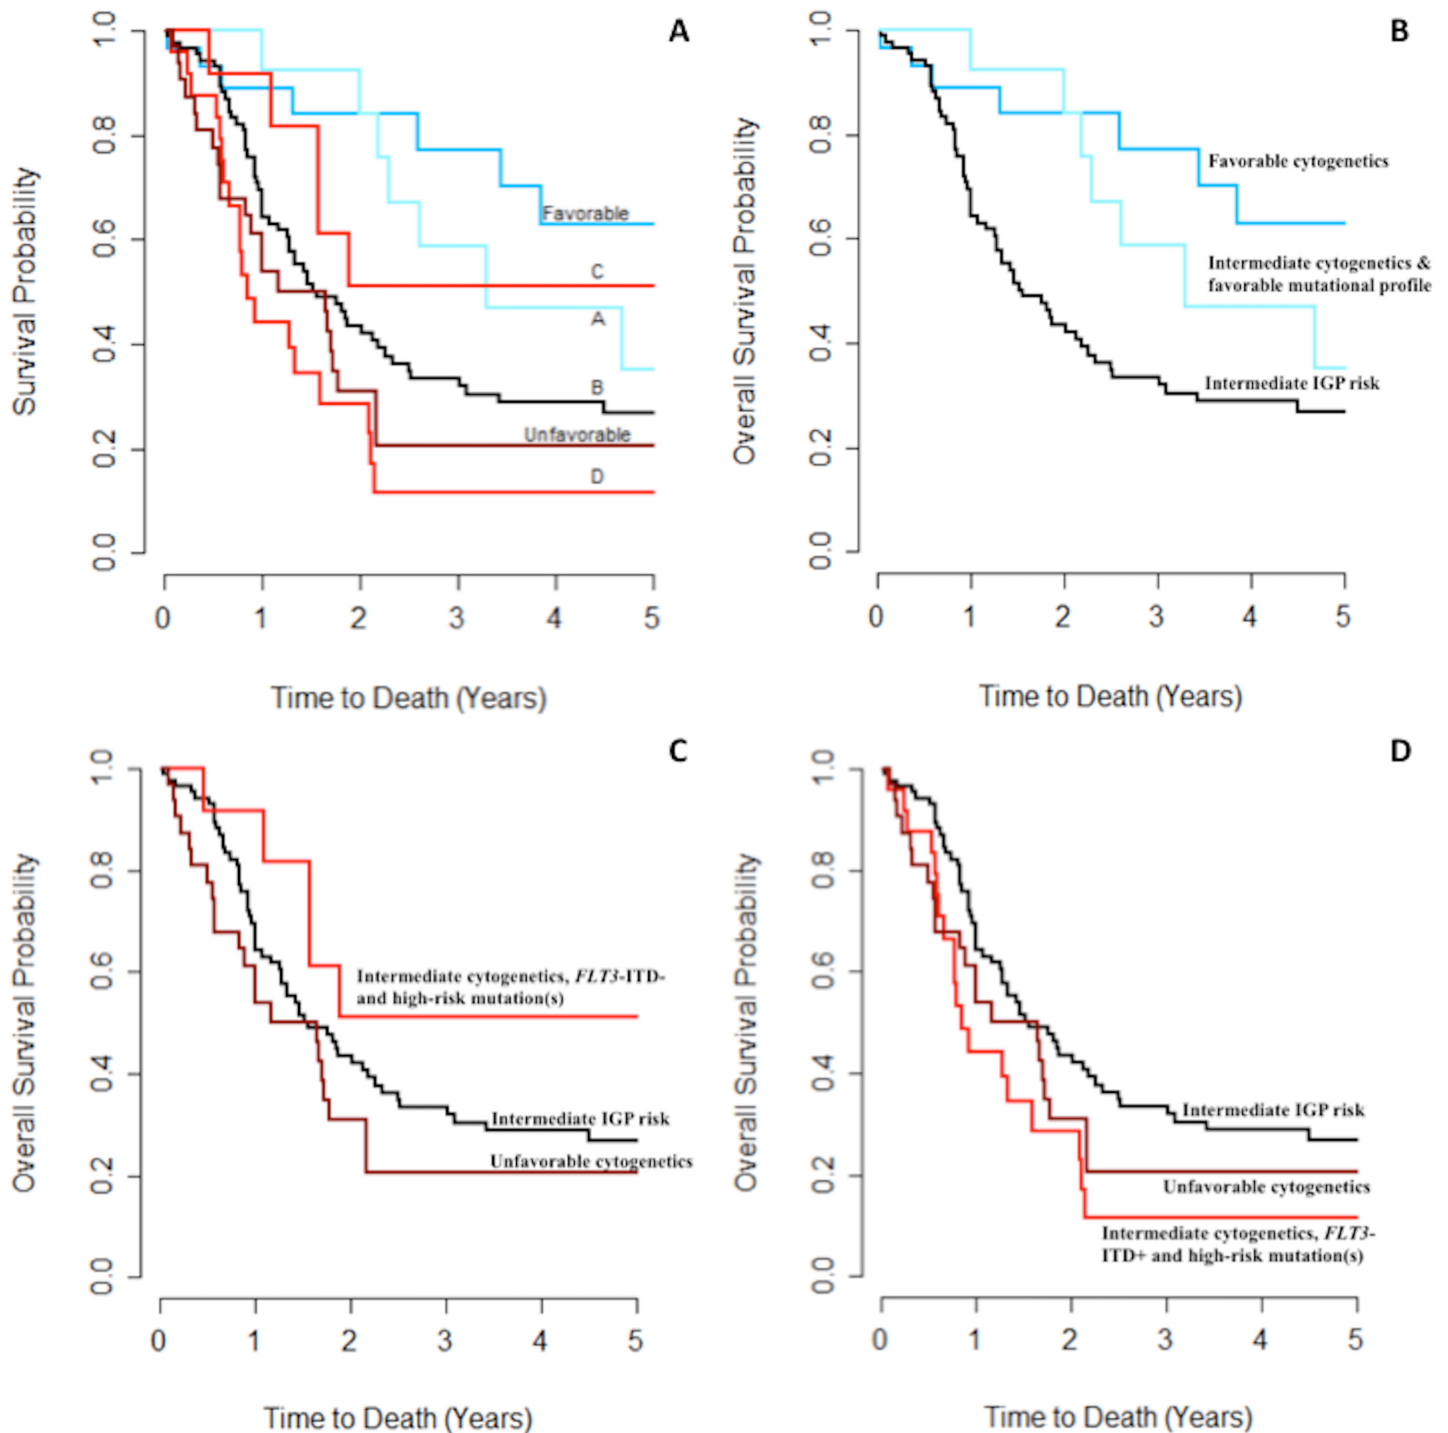 A
Survival Probability
1.0
0.8
0.6
0.4
0.2
0.0
Favorable
C
A
B
Unfavorable
D
0 1 2 3 4 5
Time to Death (Years)
B
Overall Survival Probability
1.0
0.8
0.6
0.4
0.2
0.0
Favorable cytogenetics
Intermediate cytogenetics &
favorable mutational profile
Intermediate IGP risk
0 1 2 3 4 5
Time to Death (Years)
C
Overall Survival Probability
1.0
0.8
0.6
0.4
0.2
0.0
Intermediate cytogenetics, FLT3-ITD-
and high-risk mutation(s)
Intermediate IGP risk
Unfavorable cytogenetics
0 1 2 3 4 5
Time to Death (Years)
D
Overall Survival Probability
1.0
0.8
0.6
0.4
0.2
0.0
Intermediate IGP risk
Unfavorable cytogenetics
Intermediate cytogenetics, FLT3-
ITD+ and high-risk mutation(s)
0 1 2 3 4 5
Time to Death (Years)